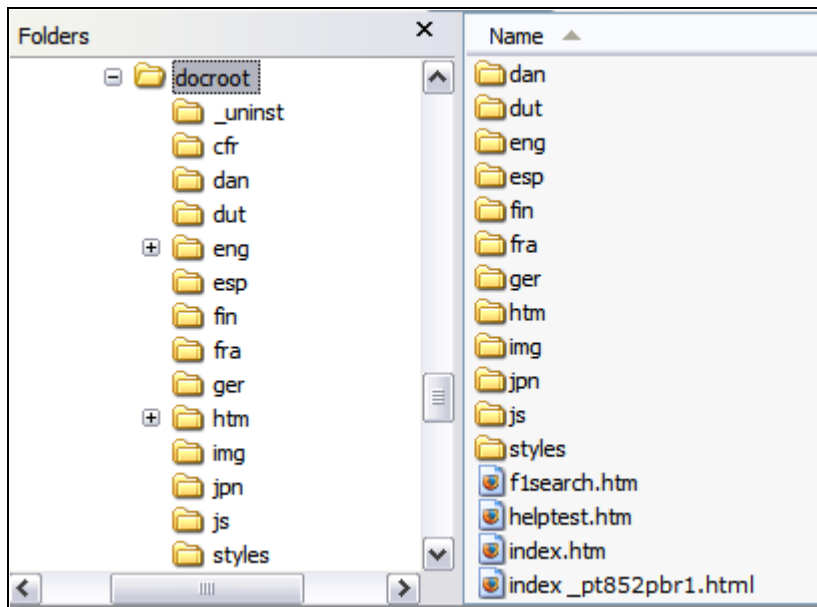 Folders
docroot
_uninst
cfr
dan
dut
eng
esp
fin
fra
ger
htm
img
jpn
js
styles
Name
dan
dut
eng
esp
fin
fra
ger
htm
img
jpn
js
styles
f1search.htm
helptest.htm
index.htm
index _pt852pbr1.html